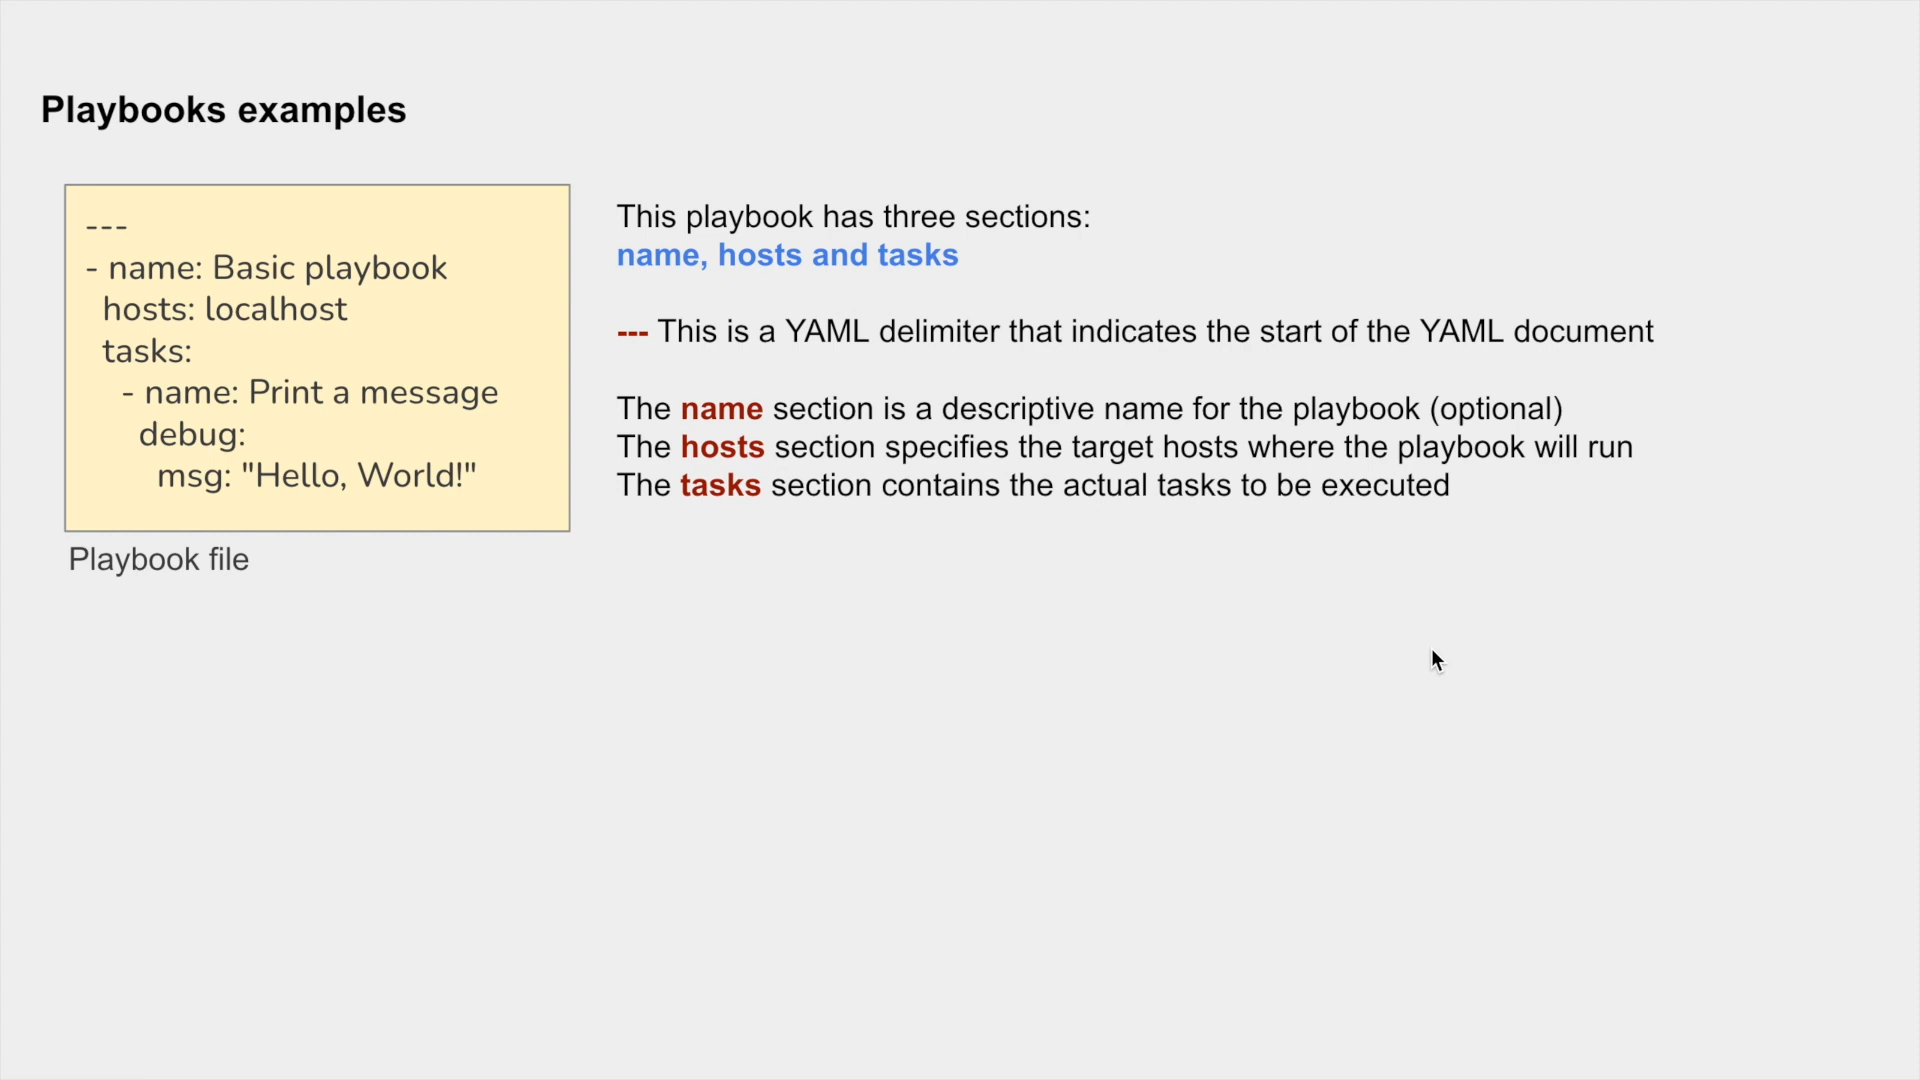 Playbooks examples
---
- name: Basic playbook
hosts: localhost
tasks:
- name: Print a message
debug:
msg: "Hello, World!"
Playbook file
This playbook has three sections:
name, hosts and tasks
--- This is a YAML delimiter that indicates the start of the YAML document
The name section is a descriptive name for the playbook (optional)
The hosts section specifies the target hosts where the playbook will run
The tasks section contains the actual tasks to be executed